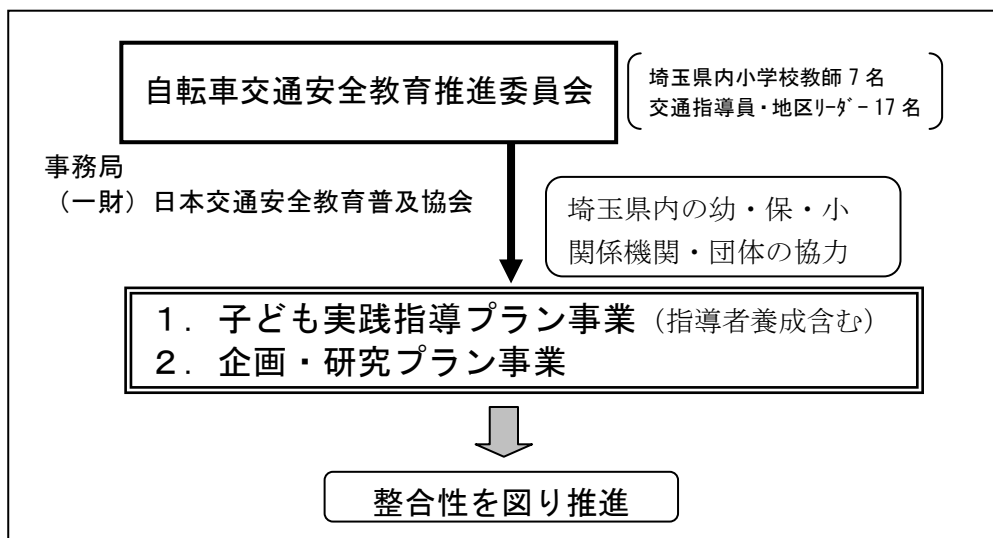 自転車交通安全教育推進委員会
埼玉県内小学校教師 7 名
交通指導員・地区ﾘｰﾀﾞｰ 17 名
事務局
（一財）日本交通安全教育普及協会
埼玉県内の幼・保・小
関係機関・団体の協力
１．子ども実践指導プラン事業（指導者養成含む）
２．企画・研究プラン事業
整合性を図り推進